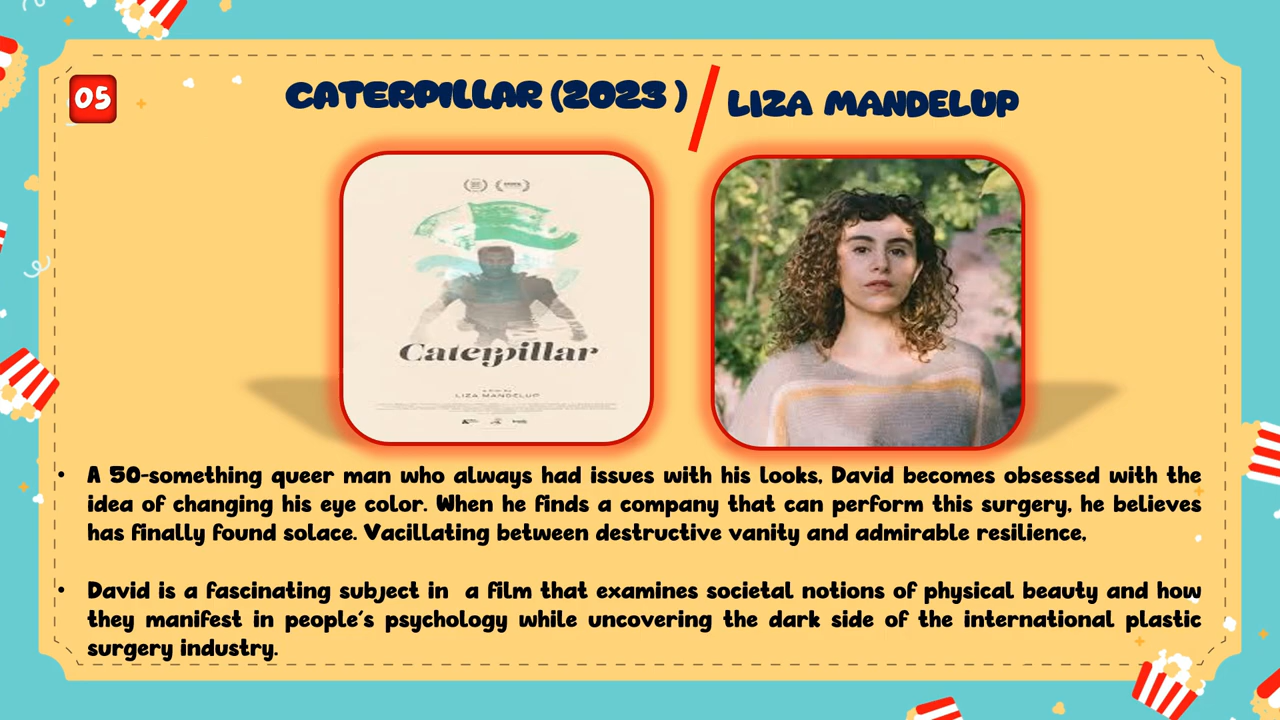 05
CATERPILLAR (2023 ) / LIZA MANDELUP
Caterpillar
LIZA MANDELUP
• A 50-something queer man who always had issues with his looks, David becomes obsessed with the
idea of changing his eye color. When he finds a company that can perform this surgery, he believes
has finally found solace. Vacillating between destructive vanity and admirable resilience,
• David is a fascinating subject in a film that examines societal notions of physical beauty and how
they manifest in people's psychology while uncovering the dark side of the international plastic
surgery industry.